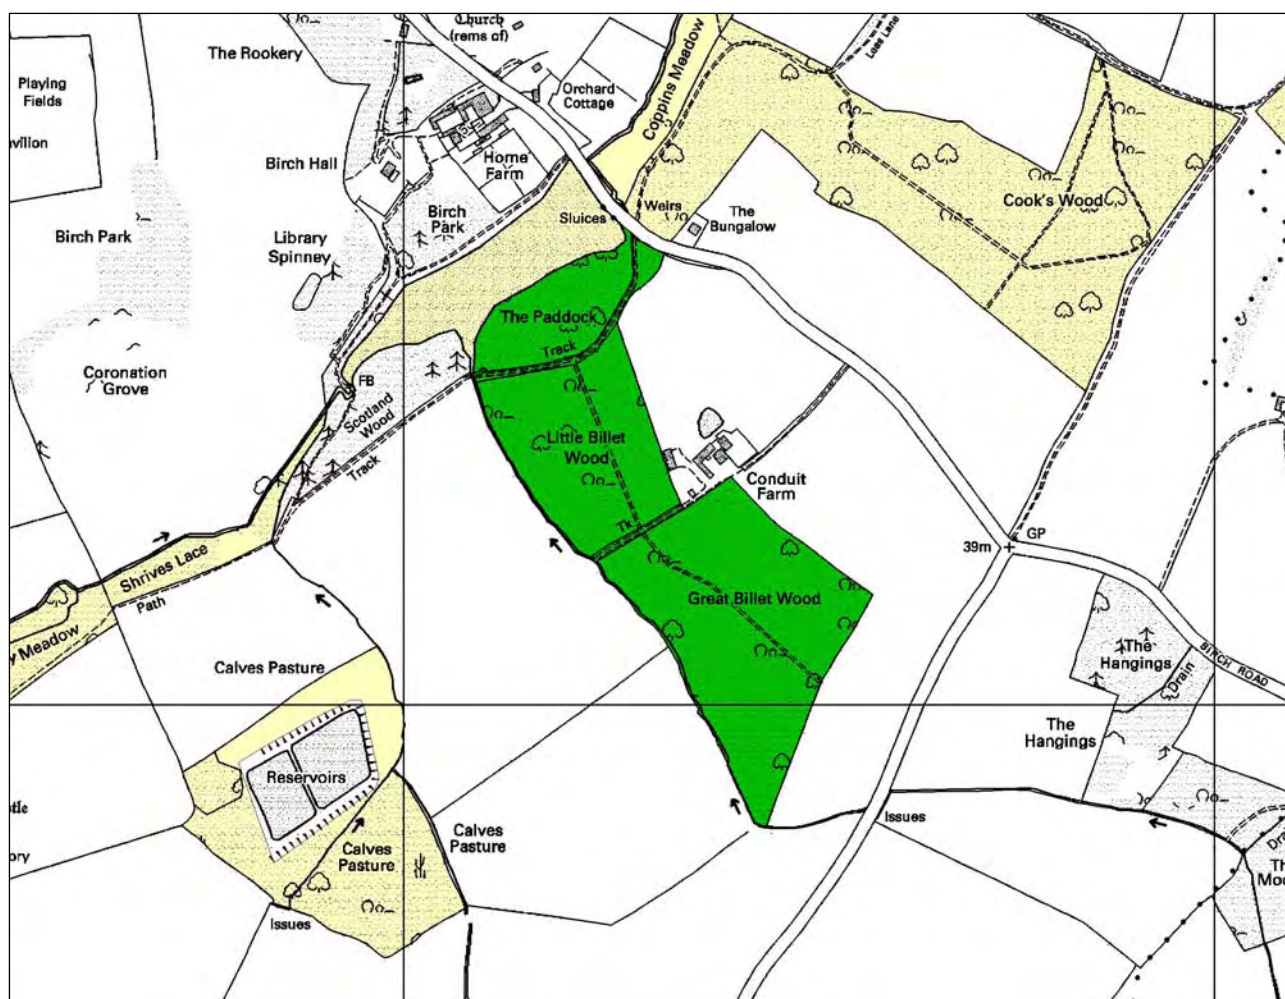 Church
(rems of)
Loes Lane
The Rookery
Playing
Fields
Coppins Meadow
Orchard
Cottage
Home
Farm
Birch Hall
Cook's Wood
Birch
Park
Sluices
Weirs
The
Bungalow
Birch Park
Library
Spinney
The Paddock
Track
Coronation
Grove
FB
Scotland
Wood
Track
Little Billet
Wood
Conduit
Farm
Tk
39m
GP
Shrives Lace
Path
Great Billet Wood
Meadow
The
Hangings
Drain
BIRCH ROAD
Calves Pasture
The
Hangings
Reservoirs
Issues
Calves
Pasture
Calves
Pasture
Issues